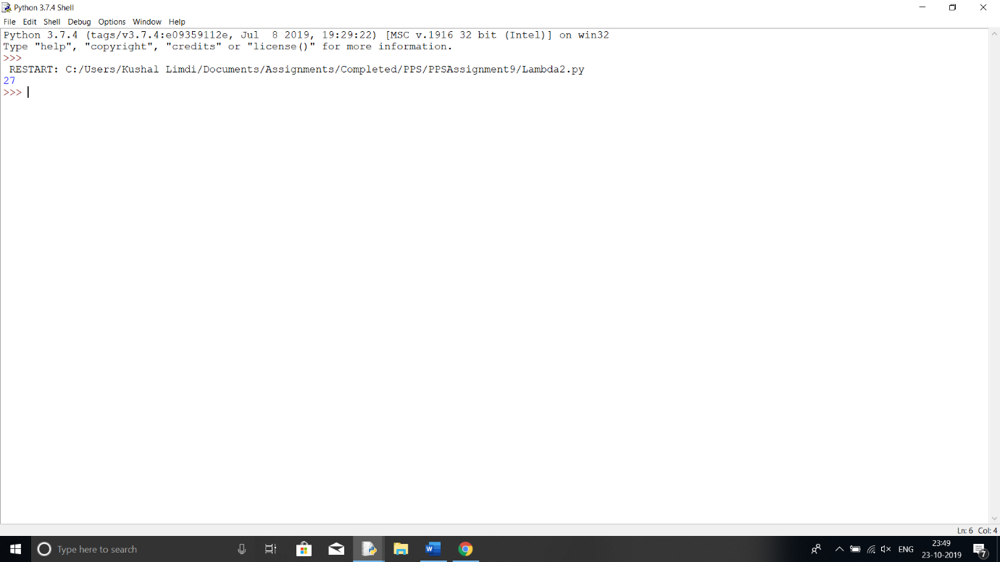 Python 3.7.4 Shell
File Edit Shell Debug Options Window Help
Python 3.7.4 (tags/v3.7.4:e09359112e, Jul  8 2019, 19:29:22) [MSC v.1916 32 bit (Intel)] on win32
Type "help", "copyright", "credits" or "license()" for more information.
>>>
 RESTART: C:/Users/Kushal Limdi/Documents/Assignments/Completed/PPS/PPSAssignment9/Lambda2.py
27
>>>
Ln: 6 Col: 4
Type here to search
W
ENG
23:49
23-10-2019
7